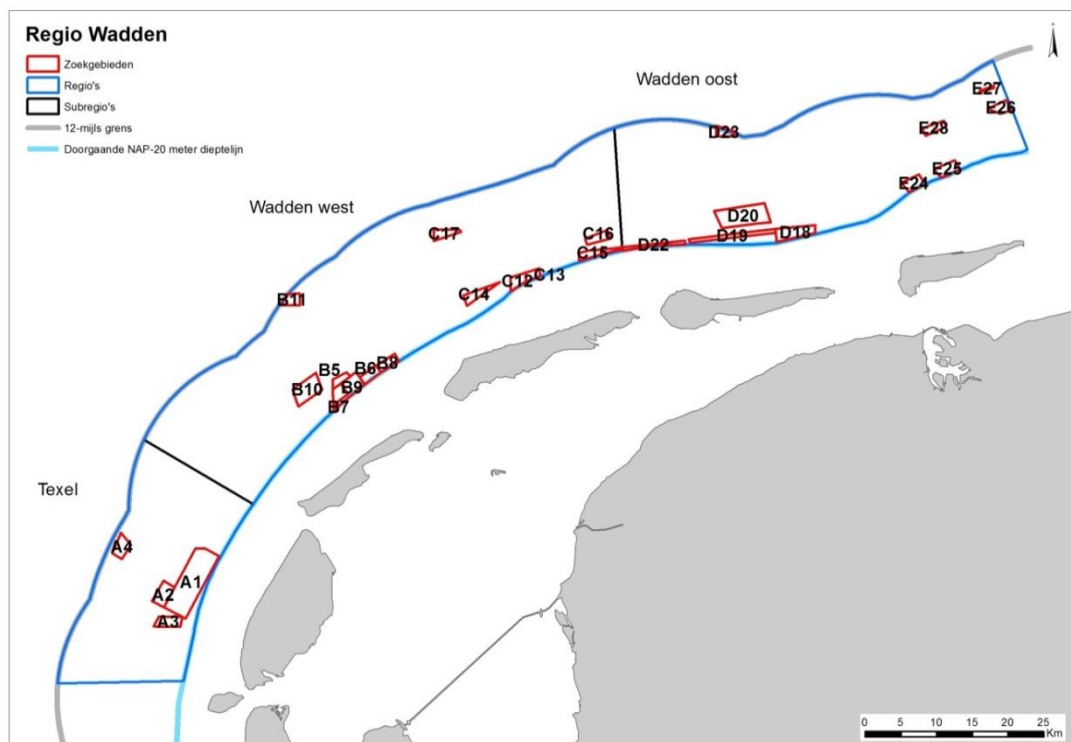 Regio Wadden
Zoekgebieden
Regio's
Subregio's
12-mijls grens
Doorgaande NAP-20 meter dieptelijn
Wadden oost
E27
E26
D23
E28
E25
E24
Wadden west
D20
C17
C16
D18
D19
D22
C15
C13
C12
C14
B11
B8
B5
B6
B10
B9
B7
Texel
A4
A1
A2
A3
0 5 10 15 20 25
Km